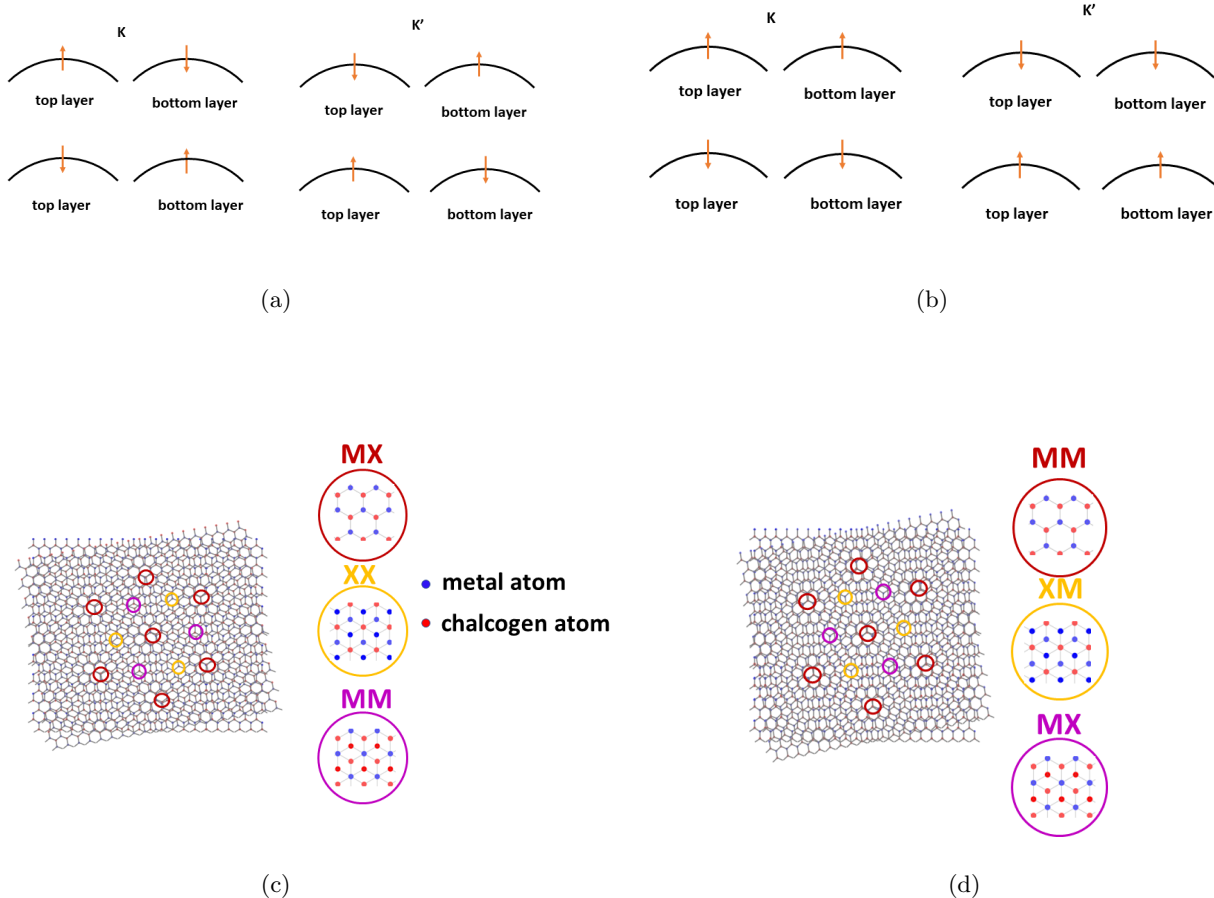 K
K'
top layer
bottom layer
top layer
bottom layer
top layer
bottom layer
top layer
bottom layer
(a)
K
K'
top layer
bottom layer
top layer
bottom layer
top layer
bottom layer
top layer
bottom layer
(b)
MX
XX
MM
metal atom
chalcogen atom
(c)
MM
XM
MX
(d)